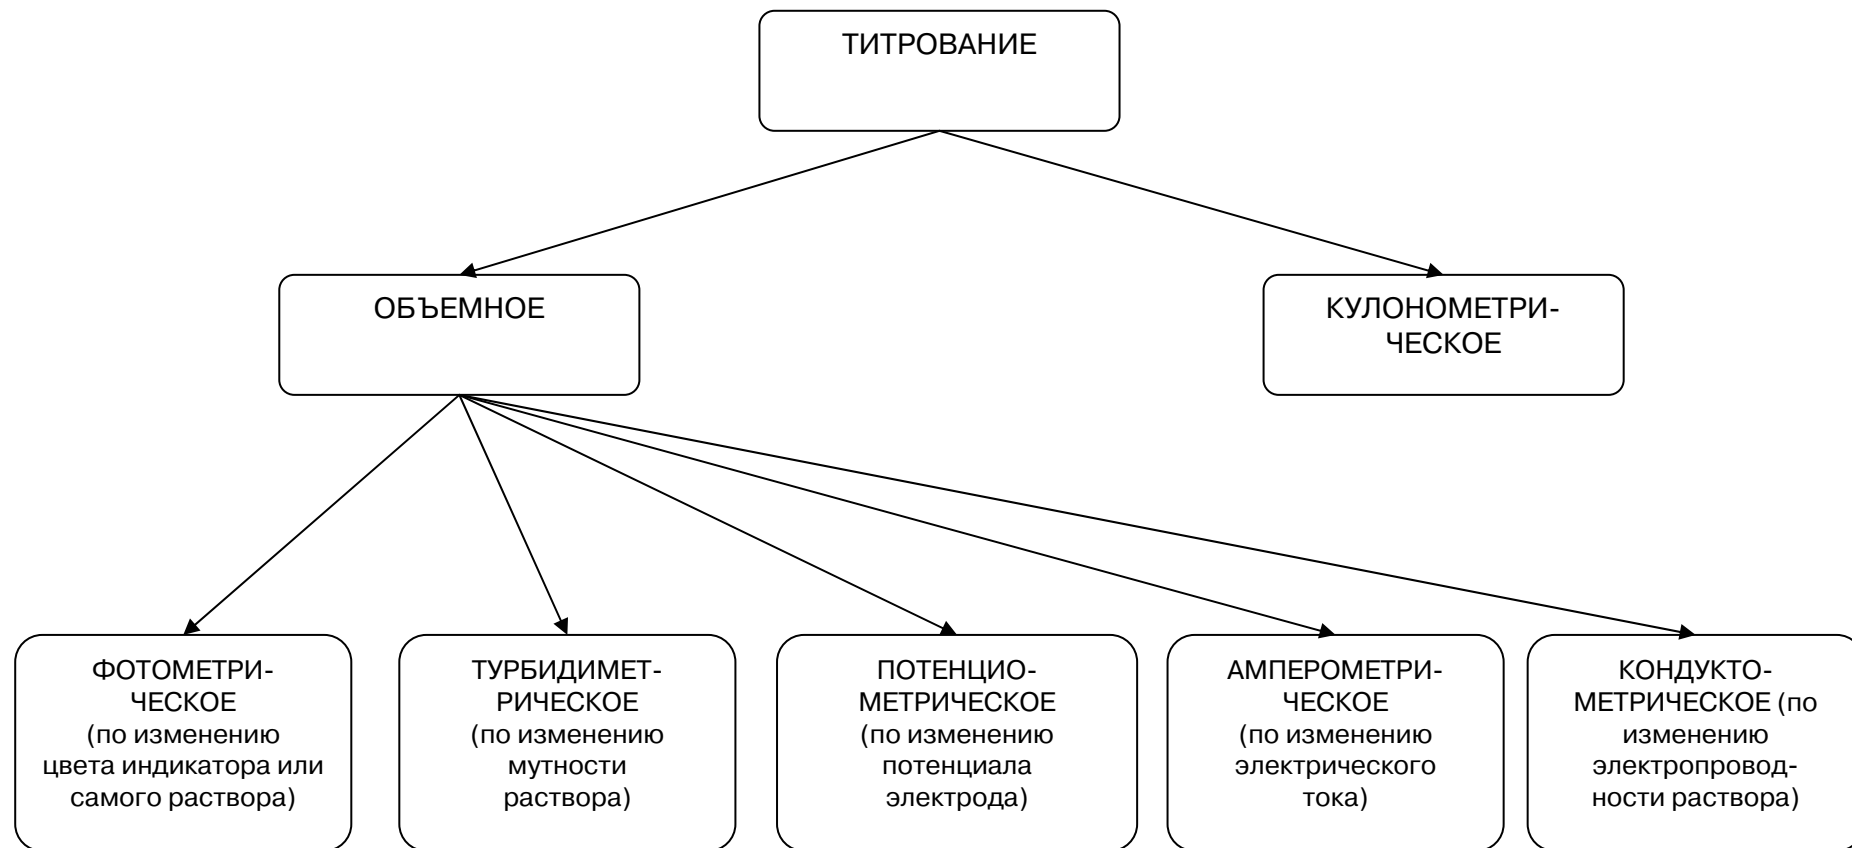 ТИТРОВАНИЕ
ОБЪЕМНОЕ
КУЛОНОМЕТРИ-
ЧЕСКОЕ
ФОТОМЕТРИ-
ЧЕСКОЕ
(по изменению
цвета индикатора или
самого раствора)
ТУРБИДИМЕТ-
РИЧЕСКОЕ
(по изменению
мутности
раствора)
ПОТЕНЦИО-
МЕТРИЧЕСКОЕ
(по изменению
потенциала
электрода)
АМПЕРОМЕТРИ-
ЧЕСКОЕ
(по изменению
электрического
тока)
КОНДУКТО-
МЕТРИЧЕСКОЕ (по
изменению
электропровод-
ности раствора)